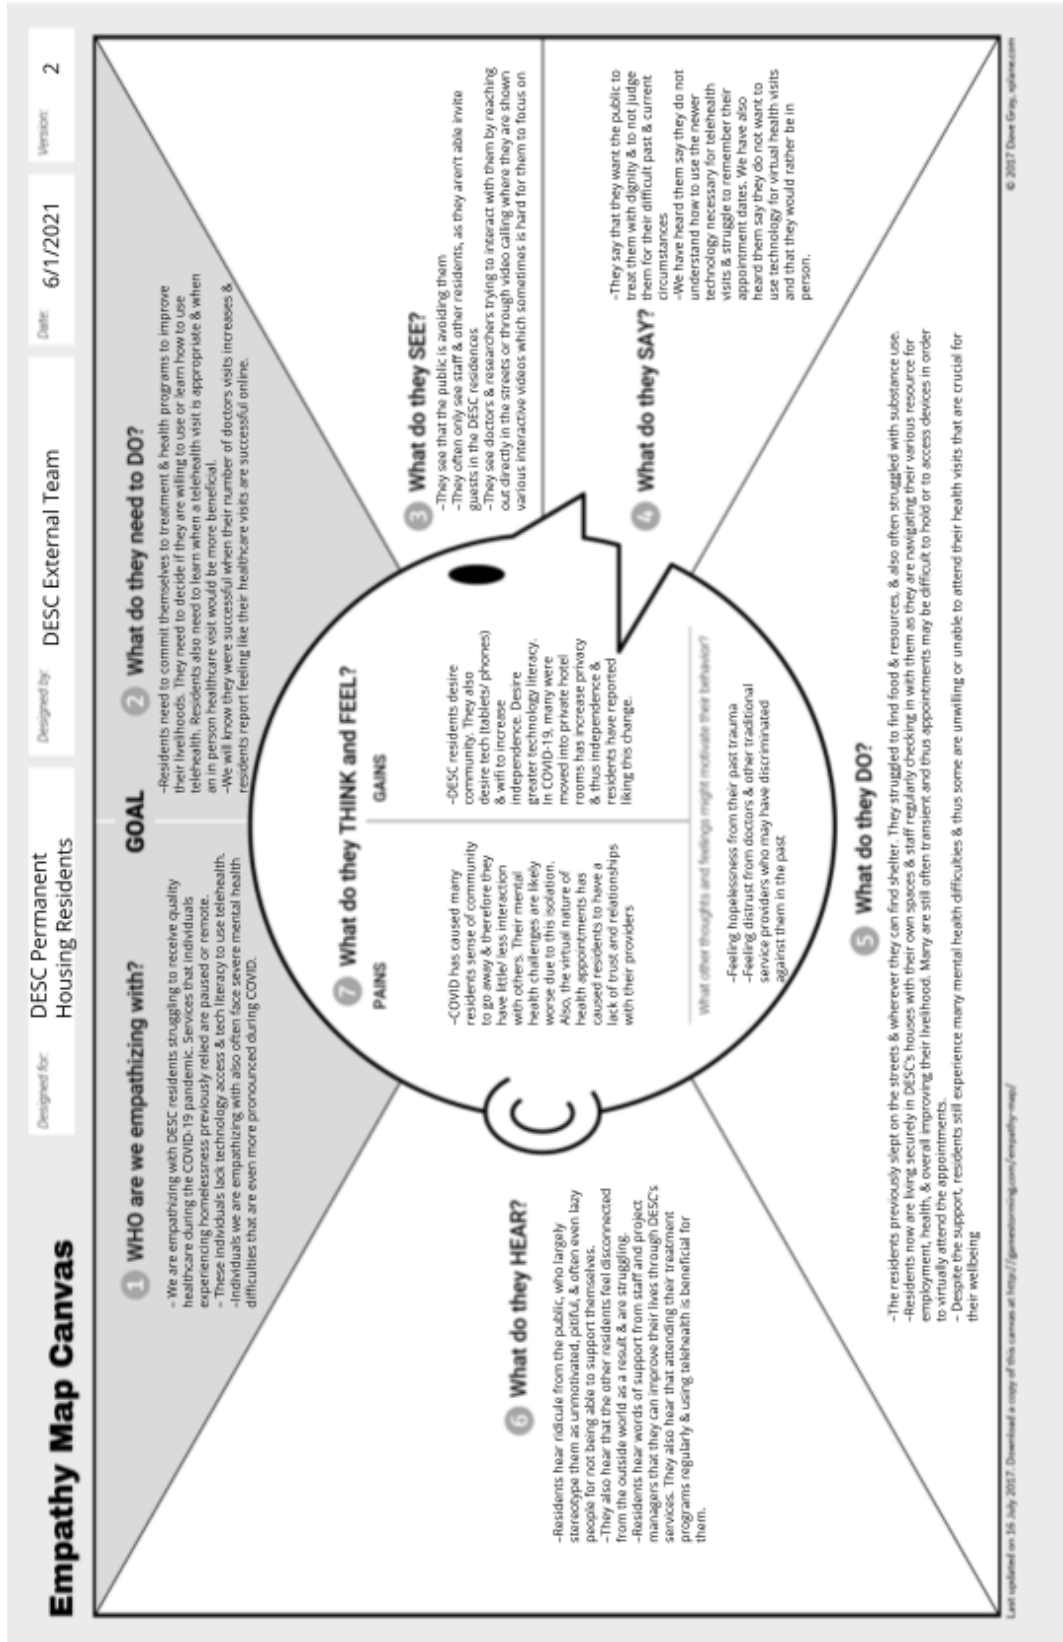 Empathy Map Canvas
Designed for:
DESC Permanent
Housing Residents
Designed by:
DESC External Team
Date:
6/1/2021
Version:
2
1 WHO are we empathizing with?
GOAL
2 What do they need to DO?
– We are empathizing with DESC residents struggling to receive quality
healthcare during the COVID-19 pandemic. Services that individuals
experiencing homelessness previously relied are paused or remote.
– These individuals lack technology access & tech literacy to use telehealth.
–Individuals we are empathizing with also often face severe mental health
difficulties that are even more pronounced during COVID.
–Residents need to commit themselves to treatment & health programs to improve
their livelihoods. They need to decide if they are willing to use or learn how to use
telehealth. Residents also need to learn when a telehealth visit is appropriate & when
an in person healthcare visit would be more beneficial.
–We will know they were successful when their number of doctors visits increases &
residents report feeling like their healthcare visits are successful online.
3 What do they SEE?
–They see that the public is avoiding them
–They often only see staff & other residents, as they aren't able invite
guests in the DESC residences
–They see doctors & researchers trying to interact with them by reaching
out directly in the streets or through video calling where they are shown
various interactive videos which sometimes is hard for them to focus on
4 What do they SAY?
–They say that they want the public to
treat them with dignity & to not judge
them for their difficult past & current
circumstances
–We have heard them say they do not
understand how to use the newer
technology necessary for telehealth
visits & struggle to remember their
appointment dates. We have also
heard them say they do not want to
use technology for virtual health visits
and that they would rather be in
person.
5 What do they DO?
–The residents previously slept on the streets & wherever they can find shelter. They struggled to find food & resources, & also often struggled with substance use.
–Residents now are living securely in DESC's houses with their own spaces & staff regularly checking in with them as they are navigating their various resource for
employment, health, & overall improving their livelihood. Many are still often transient and thus appointments may be difficult to hold or to access devices in order
to virtually attend the appointments.
– Despite the support, residents still experience many mental health difficulties & thus some are unwilling or unable to attend their health visits that are crucial for
their wellbeing
6 What do they HEAR?
–Residents hear ridicule from the public, who largely
stereotype them as unmotivated, pitiful, & often even lazy
people for not being able to support themselves.
–They also hear that the other residents feel disconnected
from the outside world as a result & are struggling.
–Residents hear words of support from staff and project
managers that they can improve their lives through DESC's
services. They also hear that attending their treatment
programs regularly & using telehealth is beneficial for
them.
7 What do they THINK and FEEL?
PAINS
GAINS
–COVID has caused many
residents sense of community
to go away & therefore they
have little/ less interaction
with others. Their mental
health challenges are likely
worse due to this isolation.
Also, the virtual nature of
health appointments has
caused residents to have a
lack of trust and relationships
with their providers
–DESC residents desire
community. They also
desire tech (tablets/ phones)
& wifi to increase
independence. Desire
greater technology literacy.
In COVID-19, many were
moved into private hotel
rooms has increase privacy
& thus independence &
residents have reported
liking this change.
What other thoughts and feelings might motivate their behavior?
–Feeling hopelessness from their past trauma
–Feeling distrust from doctors & other traditional
service providers who may have discriminated
against them in the past
Last updated on 16 July 2017. Download a copy of this canvas at http://gamestorming.com/empathy-map/
© 2017 Dave Gray, xplane.com